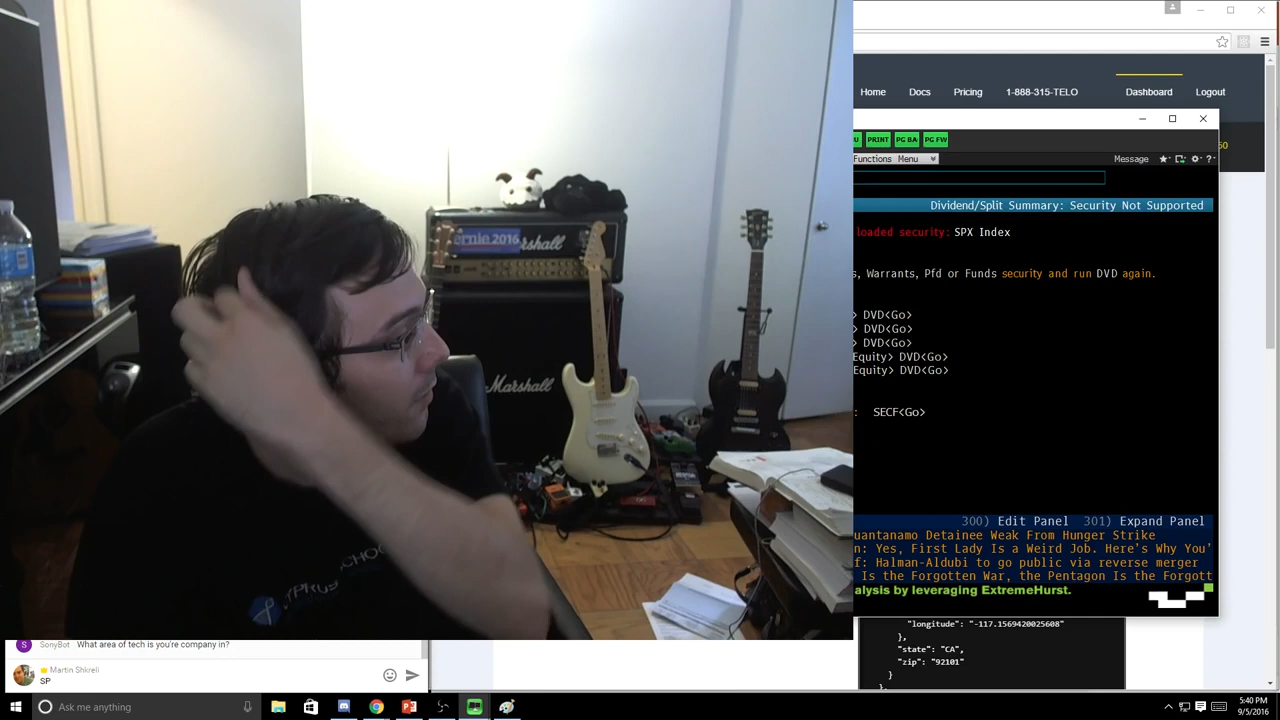 Home Docs Pricing 1-888-315-TELO Dashboard Logout
PRINT PG BA PG FW
Functions Menu Message
Dividend/Split Summary: Security Not Supported
loaded security: SPX Index
s, Warrants, Pfd or Funds security and run DVD again.
> DVD<Go>
> DVD<Go>
> DVD<Go>
Equity> DVD<Go>
Equity> DVD<Go>
: SECF<Go>
300) Edit Panel 301) Expand Panel
uantanamo Detainee Weak From Hunger Strike
n: Yes, First Lady Is a Weird Job. Here's Why You'
f: Halman-Aldubi to go public via reverse merger
Is the Forgotten War, the Pentagon Is the Forgott
alysis by leveraging ExtremeHurst.
"longitude": "-117.1569420025608"
},
"state": "CA",
"zip": "92101"
}
},
ernie 2016
Marshall
Marshall
S SonyBot What area of tech is you're company in?
Martin Shkreli
SP
Ask me anything
5:40 PM
9/5/2016